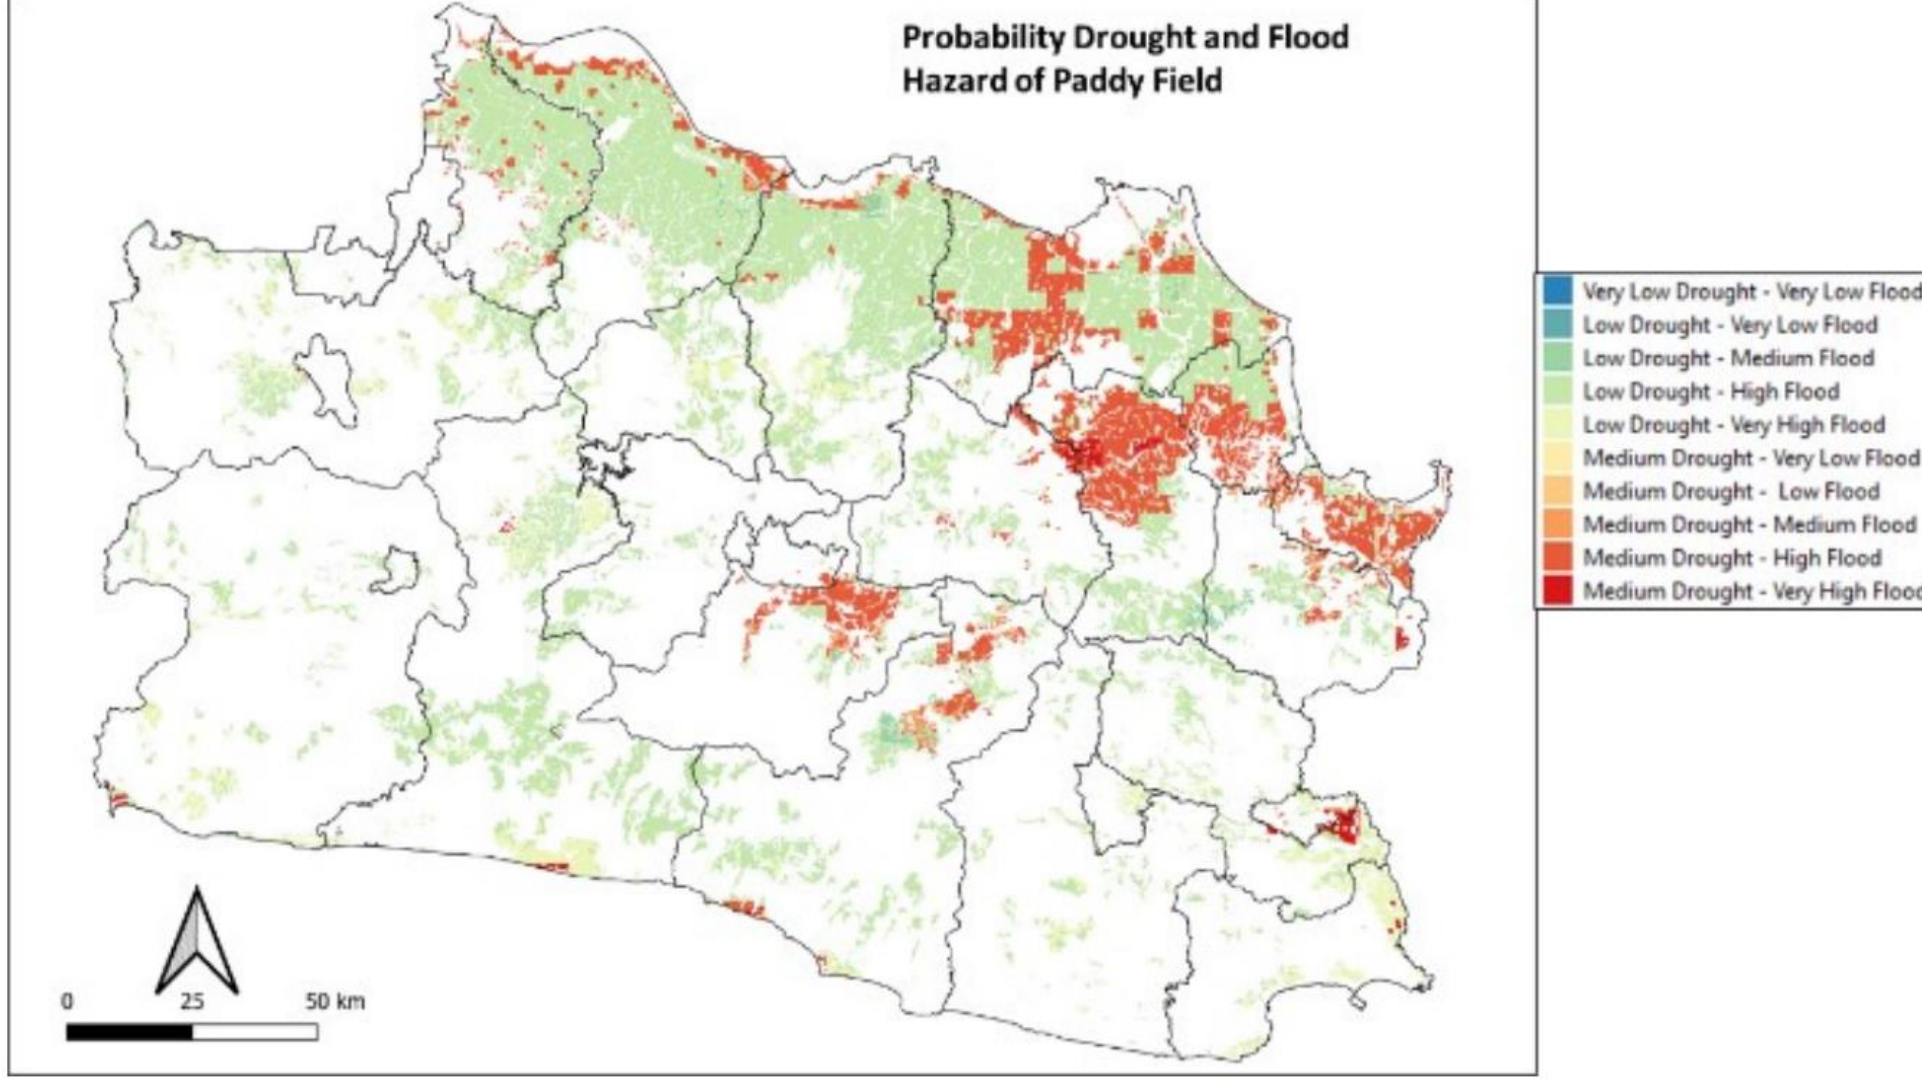 Probability Drought and Flood
Hazard of Paddy Field
Very Low Drought - Very Low Flood
Low Drought - Very Low Flood
Low Drought - Medium Flood
Low Drought - High Flood
Low Drought - Very High Flood
Medium Drought - Very Low Flood
Medium Drought - Low Flood
Medium Drought - Medium Flood
Medium Drought - High Flood
Medium Drought - Very High Flood
0 25 50 km